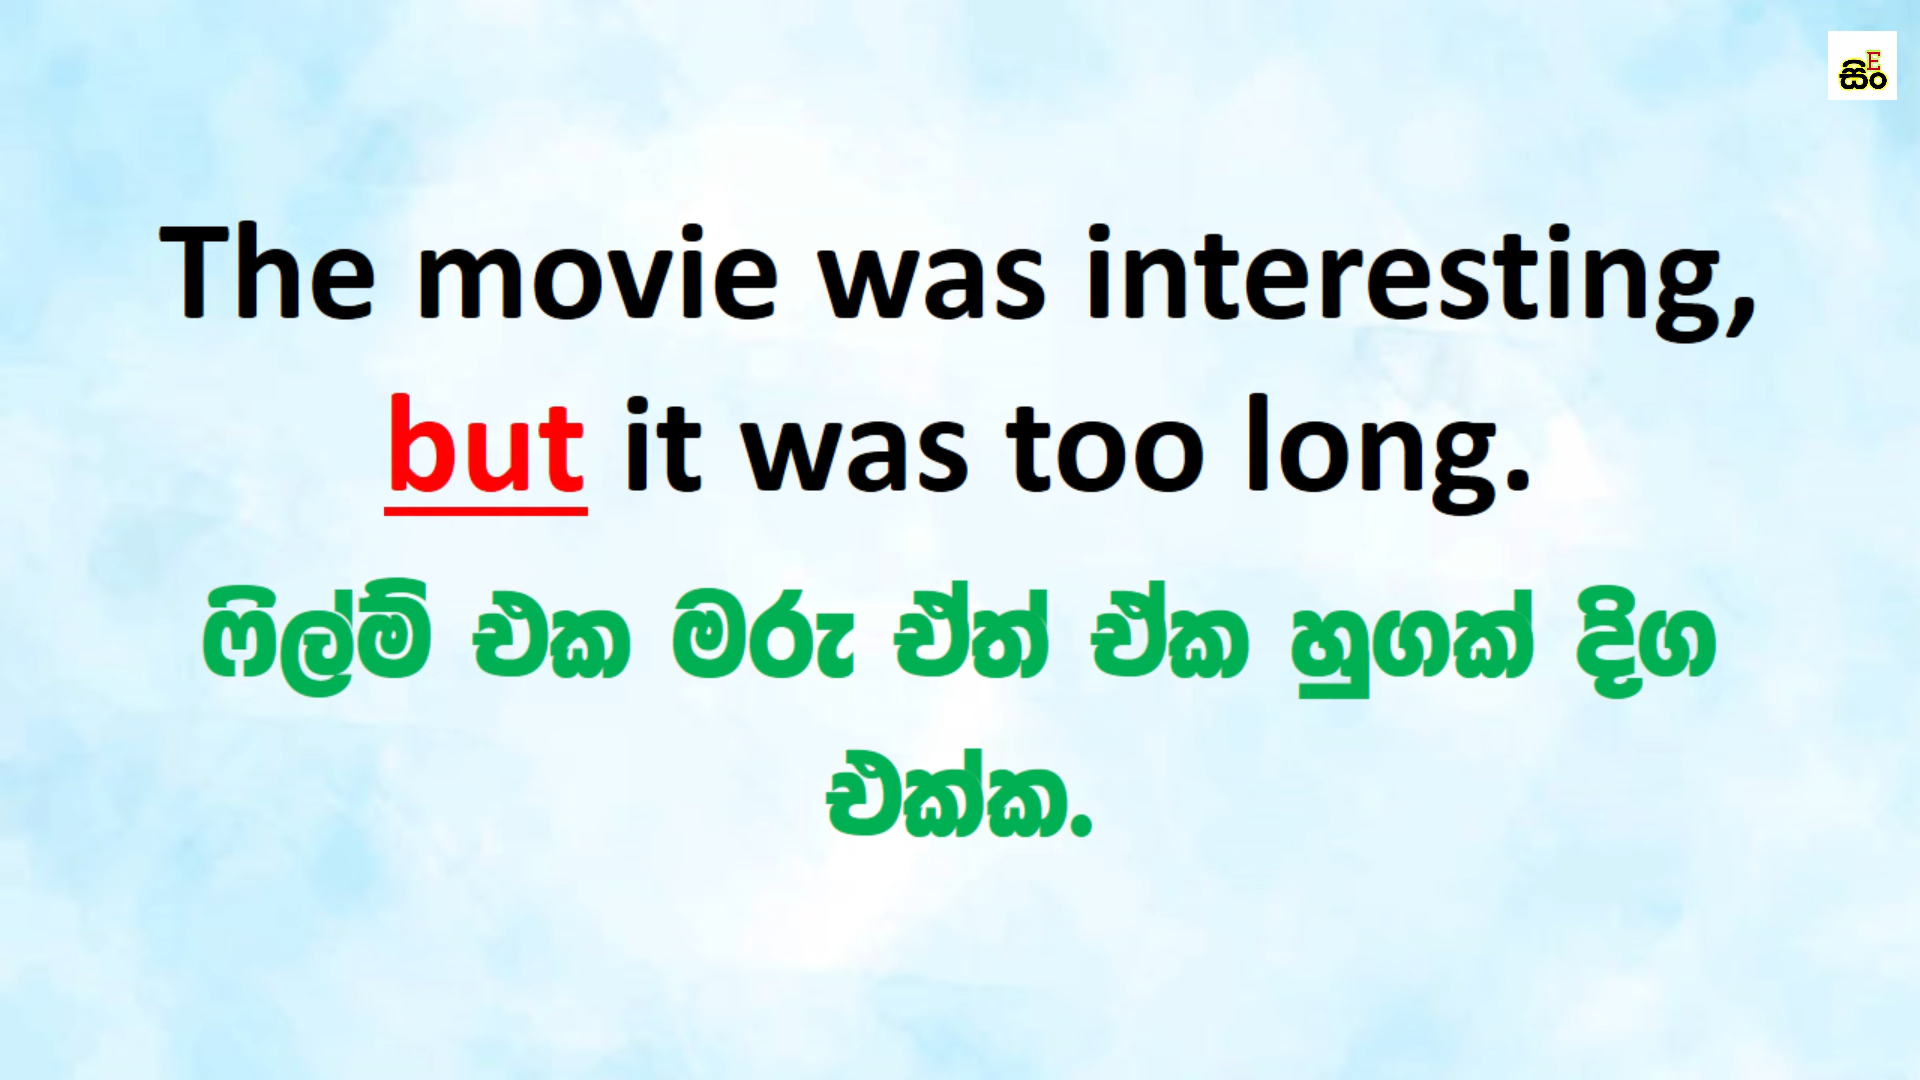 සිං E
The movie was interesting,
but it was too long.
ෆිල්ම් එක මරු ඒත් ඒක හුගක් දිග
එක්ක.